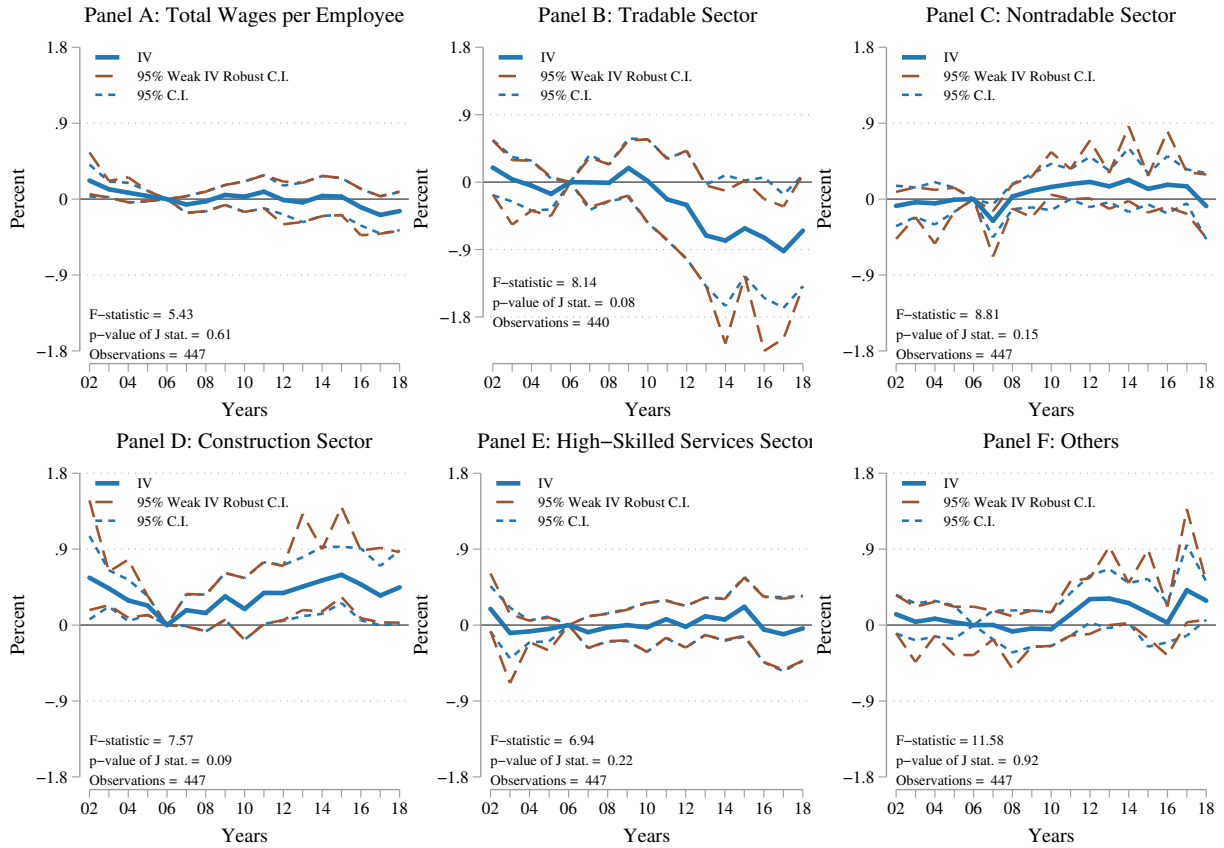 Panel A: Total Wages per Employee
1.8
.9
0
−.9
−1.8
Percent
IV
95% Weak IV Robust C.I.
95% C.I.
F−statistic = 5.43
p−value of J stat. = 0.61
Observations = 447
02 04 06 08 10 12 14 16 18
Years
Panel B: Tradable Sector
1.8
.9
0
−.9
−1.8
Percent
IV
95% Weak IV Robust C.I.
95% C.I.
F−statistic = 8.14
p−value of J stat. = 0.08
Observations = 440
02 04 06 08 10 12 14 16 18
Years
Panel C: Nontradable Sector
1.8
.9
0
−.9
−1.8
Percent
IV
95% Weak IV Robust C.I.
95% C.I.
F−statistic = 8.81
p−value of J stat. = 0.15
Observations = 447
02 04 06 08 10 12 14 16 18
Years
Panel D: Construction Sector
1.8
.9
0
−.9
−1.8
Percent
IV
95% Weak IV Robust C.I.
95% C.I.
F−statistic = 7.57
p−value of J stat. = 0.09
Observations = 447
02 04 06 08 10 12 14 16 18
Years
Panel E: High−Skilled Services Sector
1.8
.9
0
−.9
−1.8
Percent
IV
95% Weak IV Robust C.I.
95% C.I.
F−statistic = 6.94
p−value of J stat. = 0.22
Observations = 447
02 04 06 08 10 12 14 16 18
Years
Panel F: Others
1.8
.9
0
−.9
−1.8
Percent
IV
95% Weak IV Robust C.I.
95% C.I.
F−statistic = 11.58
p−value of J stat. = 0.92
Observations = 447
02 04 06 08 10 12 14 16 18
Years